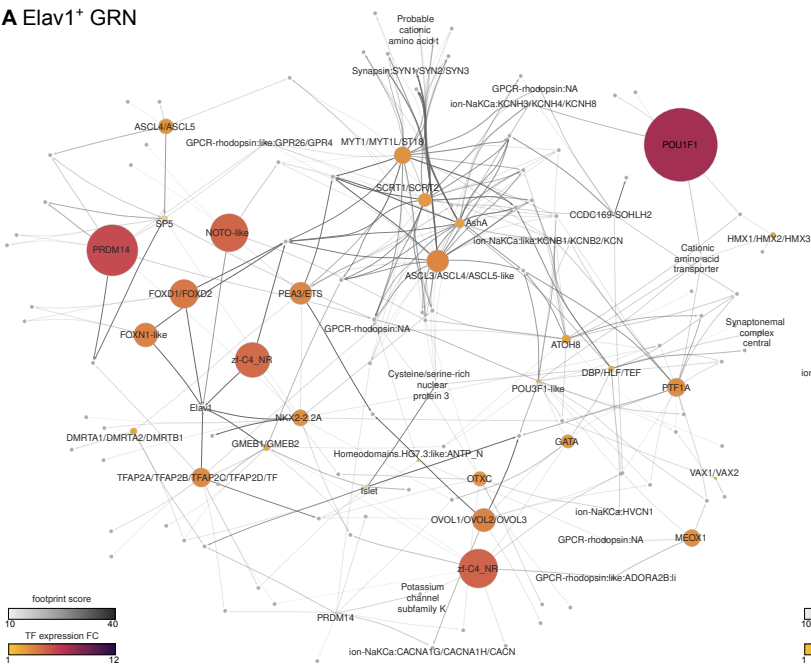 A Elav1+ GRN
Probable
cationic
amino acid t
Synapsin:SYN1/SYN2/SYN3
GPCR-rhodopsin:NA
ion-NaKCa:KCNH3/KCNH4/KCNH8
ASCL4/ASCL5
GPCR-rhodopsin:like:GPR26/GPR4
MYT1/MYT1L/ST18
POU1F1
SCRT1/SCRT2
SP5
NOTO-like
AshA
CCDC169-SOHLH2
PRDM14
ion-NaKCa:like:KCNB1/KCNB2/KCN
HMX1/HMX2/HMX3
Cationic
amino acid
transporter
ASCL3/ASCL4/ASCL5-like
FOXD1/FOXD2
PEA3/ETS
FOXN1-like
GPCR-rhodopsin:NA
Synaptonemal
complex
central
ATOH8
zf-C4_NR
Cysteine/serine-rich
nuclear
protein 3
DBP/HLF/TEF
ion
POU3F1-like
PTF1A
Elav1
NKX2-2.2A
DMRTA1/DMRTA2/DMRTB1
GMEB1/GMEB2
GATA
Homeodomains.HG7.3:like:ANTP_N
TFAP2A/TFAP2B/TFAP2C/TFAP2D/TF
OTXC
VAX1/VAX2
Islet
OVOL1/OVOL2/OVOL3
ion-NaKCa:HVCN1
GPCR-rhodopsin:NA
MEOX1
zf-C4_NR
GPCR-rhodopsin:like:ADORA2B:li
Potassium
channel
subfamily K
footprint score
10 40
10
PRDM14
TF expression FC
1 12
1
ion-NaKCa:CACNA1G/CACNA1H/CACN